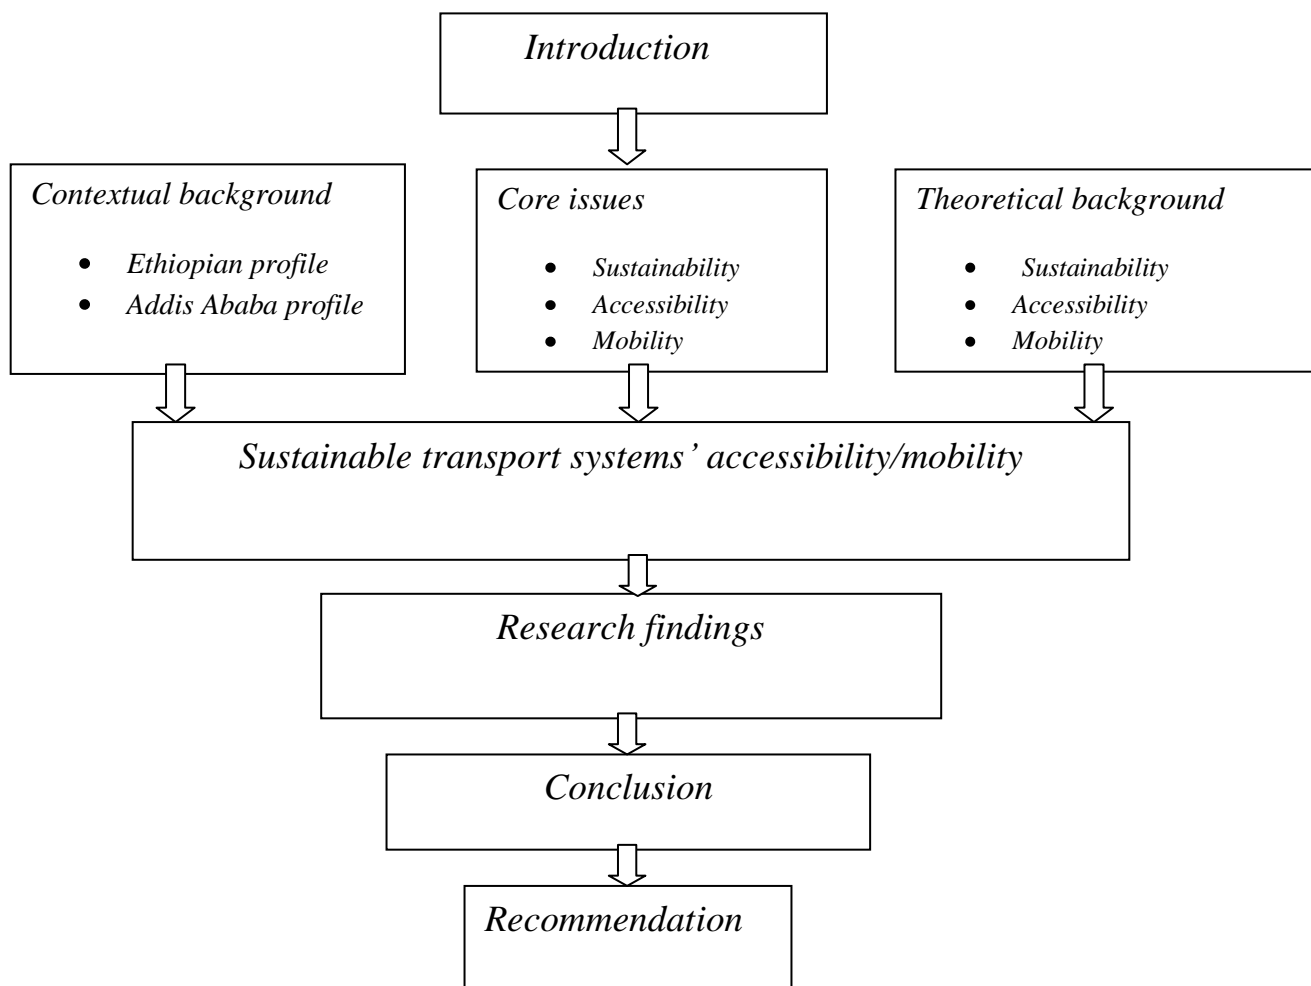 Introduction
Contextual background
• Ethiopian profile
• Addis Ababa profile
Core issues
• Sustainability
• Accessibility
• Mobility
Theoretical background
• Sustainability
• Accessibility
• Mobility
Sustainable transport systems’ accessibility/mobility
Research findings
Conclusion
Recommendation